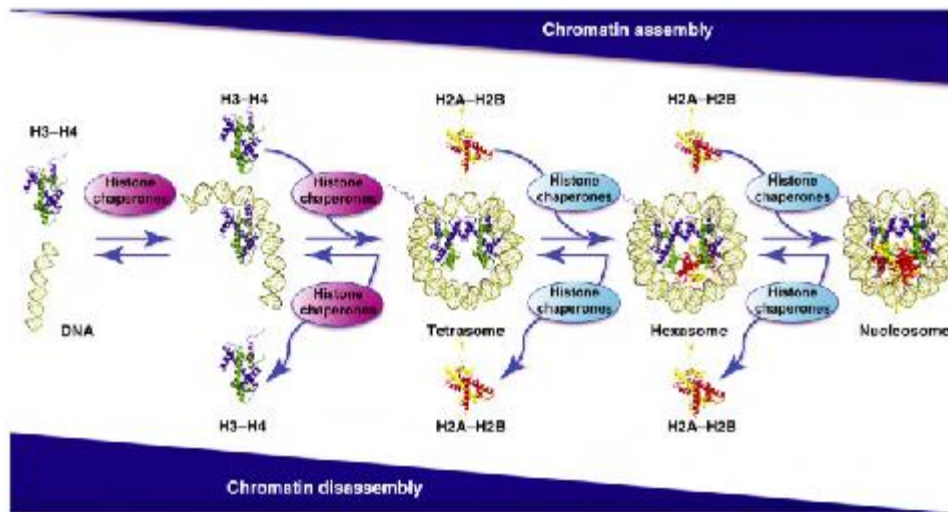 Chromatin assembly
H3–H4
H2A–H2B
H2A–H2B
H3–H4
Histone
chaperones
Histone
chaperones
Histone
chaperones
Histone
chaperones
Histone
chaperones
Histone
chaperones
Histone
chaperones
DNA
Tetrasome
Hexasome
Nucleosome
H3–H4
H2A–H2B
H2A–H2B
Chromatin disassembly